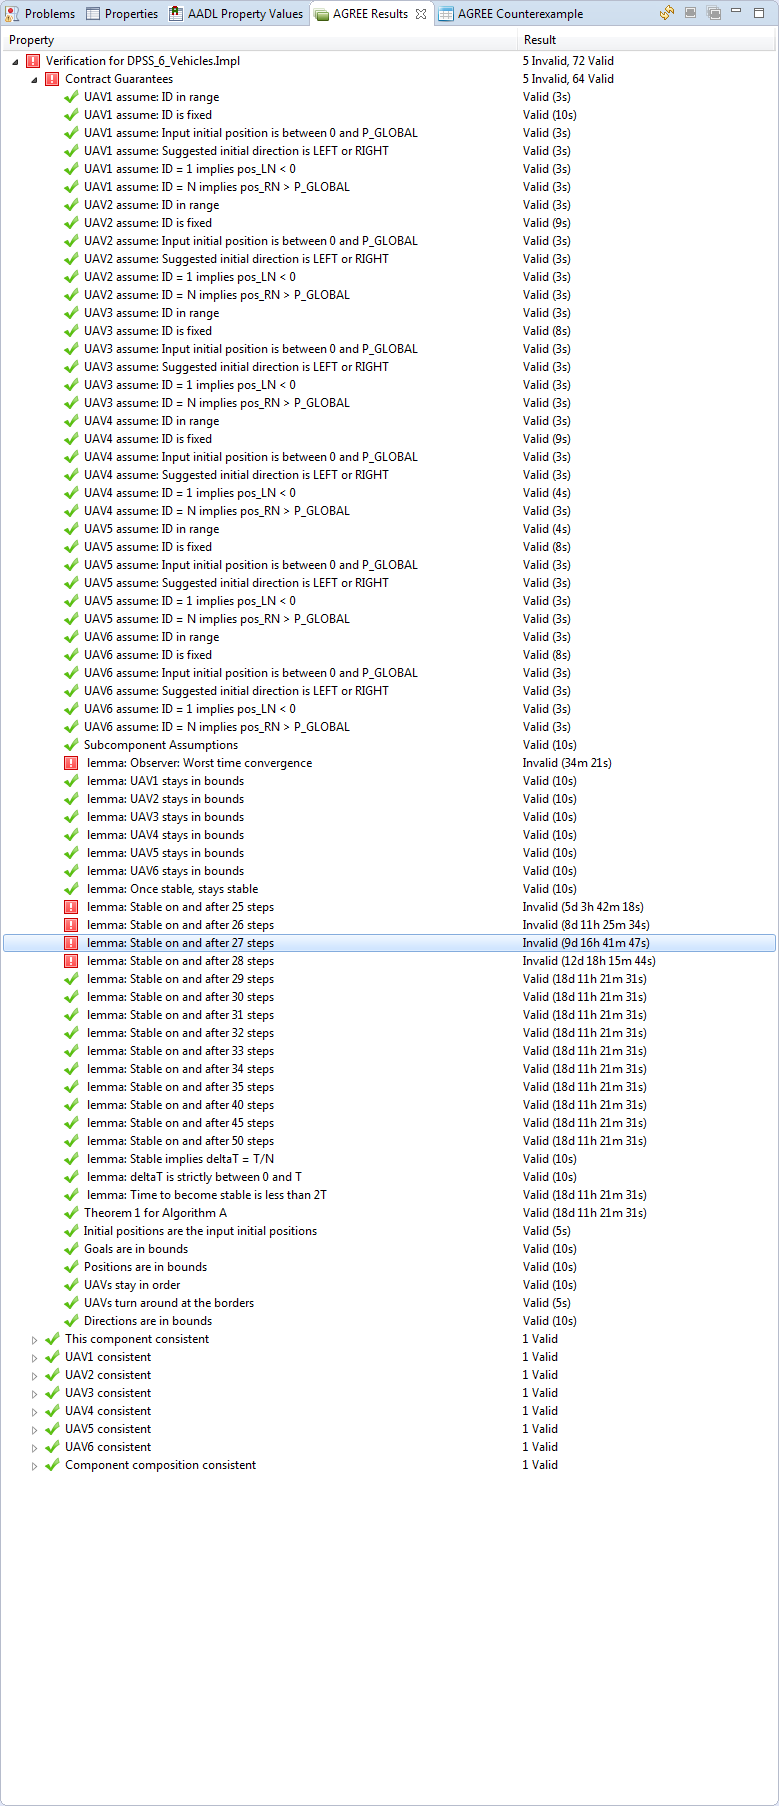 Problems Properties AADL Property Values AGREE Results AGREE Counterexample
Property Result
Verification for DPSS_6_Vehicles.Impl 5 Invalid, 72 Valid
Contract Guarantees 5 Invalid, 64 Valid
UAV1 assume: ID in range Valid (3s)
UAV1 assume: ID is fixed Valid (10s)
UAV1 assume: Input initial position is between 0 and P_GLOBAL Valid (3s)
UAV1 assume: Suggested initial direction is LEFT or RIGHT Valid (3s)
UAV1 assume: ID = 1 implies pos_LN < 0 Valid (3s)
UAV1 assume: ID = N implies pos_RN > P_GLOBAL Valid (3s)
UAV2 assume: ID in range Valid (3s)
UAV2 assume: ID is fixed Valid (9s)
UAV2 assume: Input initial position is between 0 and P_GLOBAL Valid (3s)
UAV2 assume: Suggested initial direction is LEFT or RIGHT Valid (3s)
UAV2 assume: ID = 1 implies pos_LN < 0 Valid (3s)
UAV2 assume: ID = N implies pos_RN > P_GLOBAL Valid (3s)
UAV3 assume: ID in range Valid (3s)
UAV3 assume: ID is fixed Valid (8s)
UAV3 assume: Input initial position is between 0 and P_GLOBAL Valid (3s)
UAV3 assume: Suggested initial direction is LEFT or RIGHT Valid (3s)
UAV3 assume: ID = 1 implies pos_LN < 0 Valid (3s)
UAV3 assume: ID = N implies pos_RN > P_GLOBAL Valid (3s)
UAV4 assume: ID in range Valid (3s)
UAV4 assume: ID is fixed Valid (9s)
UAV4 assume: Input initial position is between 0 and P_GLOBAL Valid (3s)
UAV4 assume: Suggested initial direction is LEFT or RIGHT Valid (3s)
UAV4 assume: ID = 1 implies pos_LN < 0 Valid (4s)
UAV4 assume: ID = N implies pos_RN > P_GLOBAL Valid (3s)
UAV5 assume: ID in range Valid (4s)
UAV5 assume: ID is fixed Valid (8s)
UAV5 assume: Input initial position is between 0 and P_GLOBAL Valid (3s)
UAV5 assume: Suggested initial direction is LEFT or RIGHT Valid (3s)
UAV5 assume: ID = 1 implies pos_LN < 0 Valid (3s)
UAV5 assume: ID = N implies pos_RN > P_GLOBAL Valid (3s)
UAV6 assume: ID in range Valid (3s)
UAV6 assume: ID is fixed Valid (8s)
UAV6 assume: Input initial position is between 0 and P_GLOBAL Valid (3s)
UAV6 assume: Suggested initial direction is LEFT or RIGHT Valid (3s)
UAV6 assume: ID = 1 implies pos_LN < 0 Valid (3s)
UAV6 assume: ID = N implies pos_RN > P_GLOBAL Valid (3s)
Subcomponent Assumptions Valid (10s)
lemma: Observer: Worst time convergence Invalid (34m 21s)
lemma: UAV1 stays in bounds Valid (10s)
lemma: UAV2 stays in bounds Valid (10s)
lemma: UAV3 stays in bounds Valid (10s)
lemma: UAV4 stays in bounds Valid (10s)
lemma: UAV5 stays in bounds Valid (10s)
lemma: UAV6 stays in bounds Valid (10s)
lemma: Once stable, stays stable Valid (10s)
lemma: Stable on and after 25 steps Invalid (5d 3h 42m 18s)
lemma: Stable on and after 26 steps Invalid (8d 11h 25m 34s)
lemma: Stable on and after 27 steps Invalid (9d 16h 41m 47s)
lemma: Stable on and after 28 steps Invalid (12d 18h 15m 44s)
lemma: Stable on and after 29 steps Valid (18d 11h 21m 31s)
lemma: Stable on and after 30 steps Valid (18d 11h 21m 31s)
lemma: Stable on and after 31 steps Valid (18d 11h 21m 31s)
lemma: Stable on and after 32 steps Valid (18d 11h 21m 31s)
lemma: Stable on and after 33 steps Valid (18d 11h 21m 31s)
lemma: Stable on and after 34 steps Valid (18d 11h 21m 31s)
lemma: Stable on and after 35 steps Valid (18d 11h 21m 31s)
lemma: Stable on and after 40 steps Valid (18d 11h 21m 31s)
lemma: Stable on and after 45 steps Valid (18d 11h 21m 31s)
lemma: Stable on and after 50 steps Valid (18d 11h 21m 31s)
lemma: Stable implies deltaT = T/N Valid (10s)
lemma: deltaT is strictly between 0 and T Valid (10s)
lemma: Time to become stable is less than 2T Valid (18d 11h 21m 31s)
Theorem 1 for Algorithm A Valid (18d 11h 21m 31s)
Initial positions are the input initial positions Valid (5s)
Goals are in bounds Valid (10s)
Positions are in bounds Valid (10s)
UAVs stay in order Valid (10s)
UAVs turn around at the borders Valid (5s)
Directions are in bounds Valid (10s)
This component consistent 1 Valid
UAV1 consistent 1 Valid
UAV2 consistent 1 Valid
UAV3 consistent 1 Valid
UAV4 consistent 1 Valid
UAV5 consistent 1 Valid
UAV6 consistent 1 Valid
Component composition consistent 1 Valid